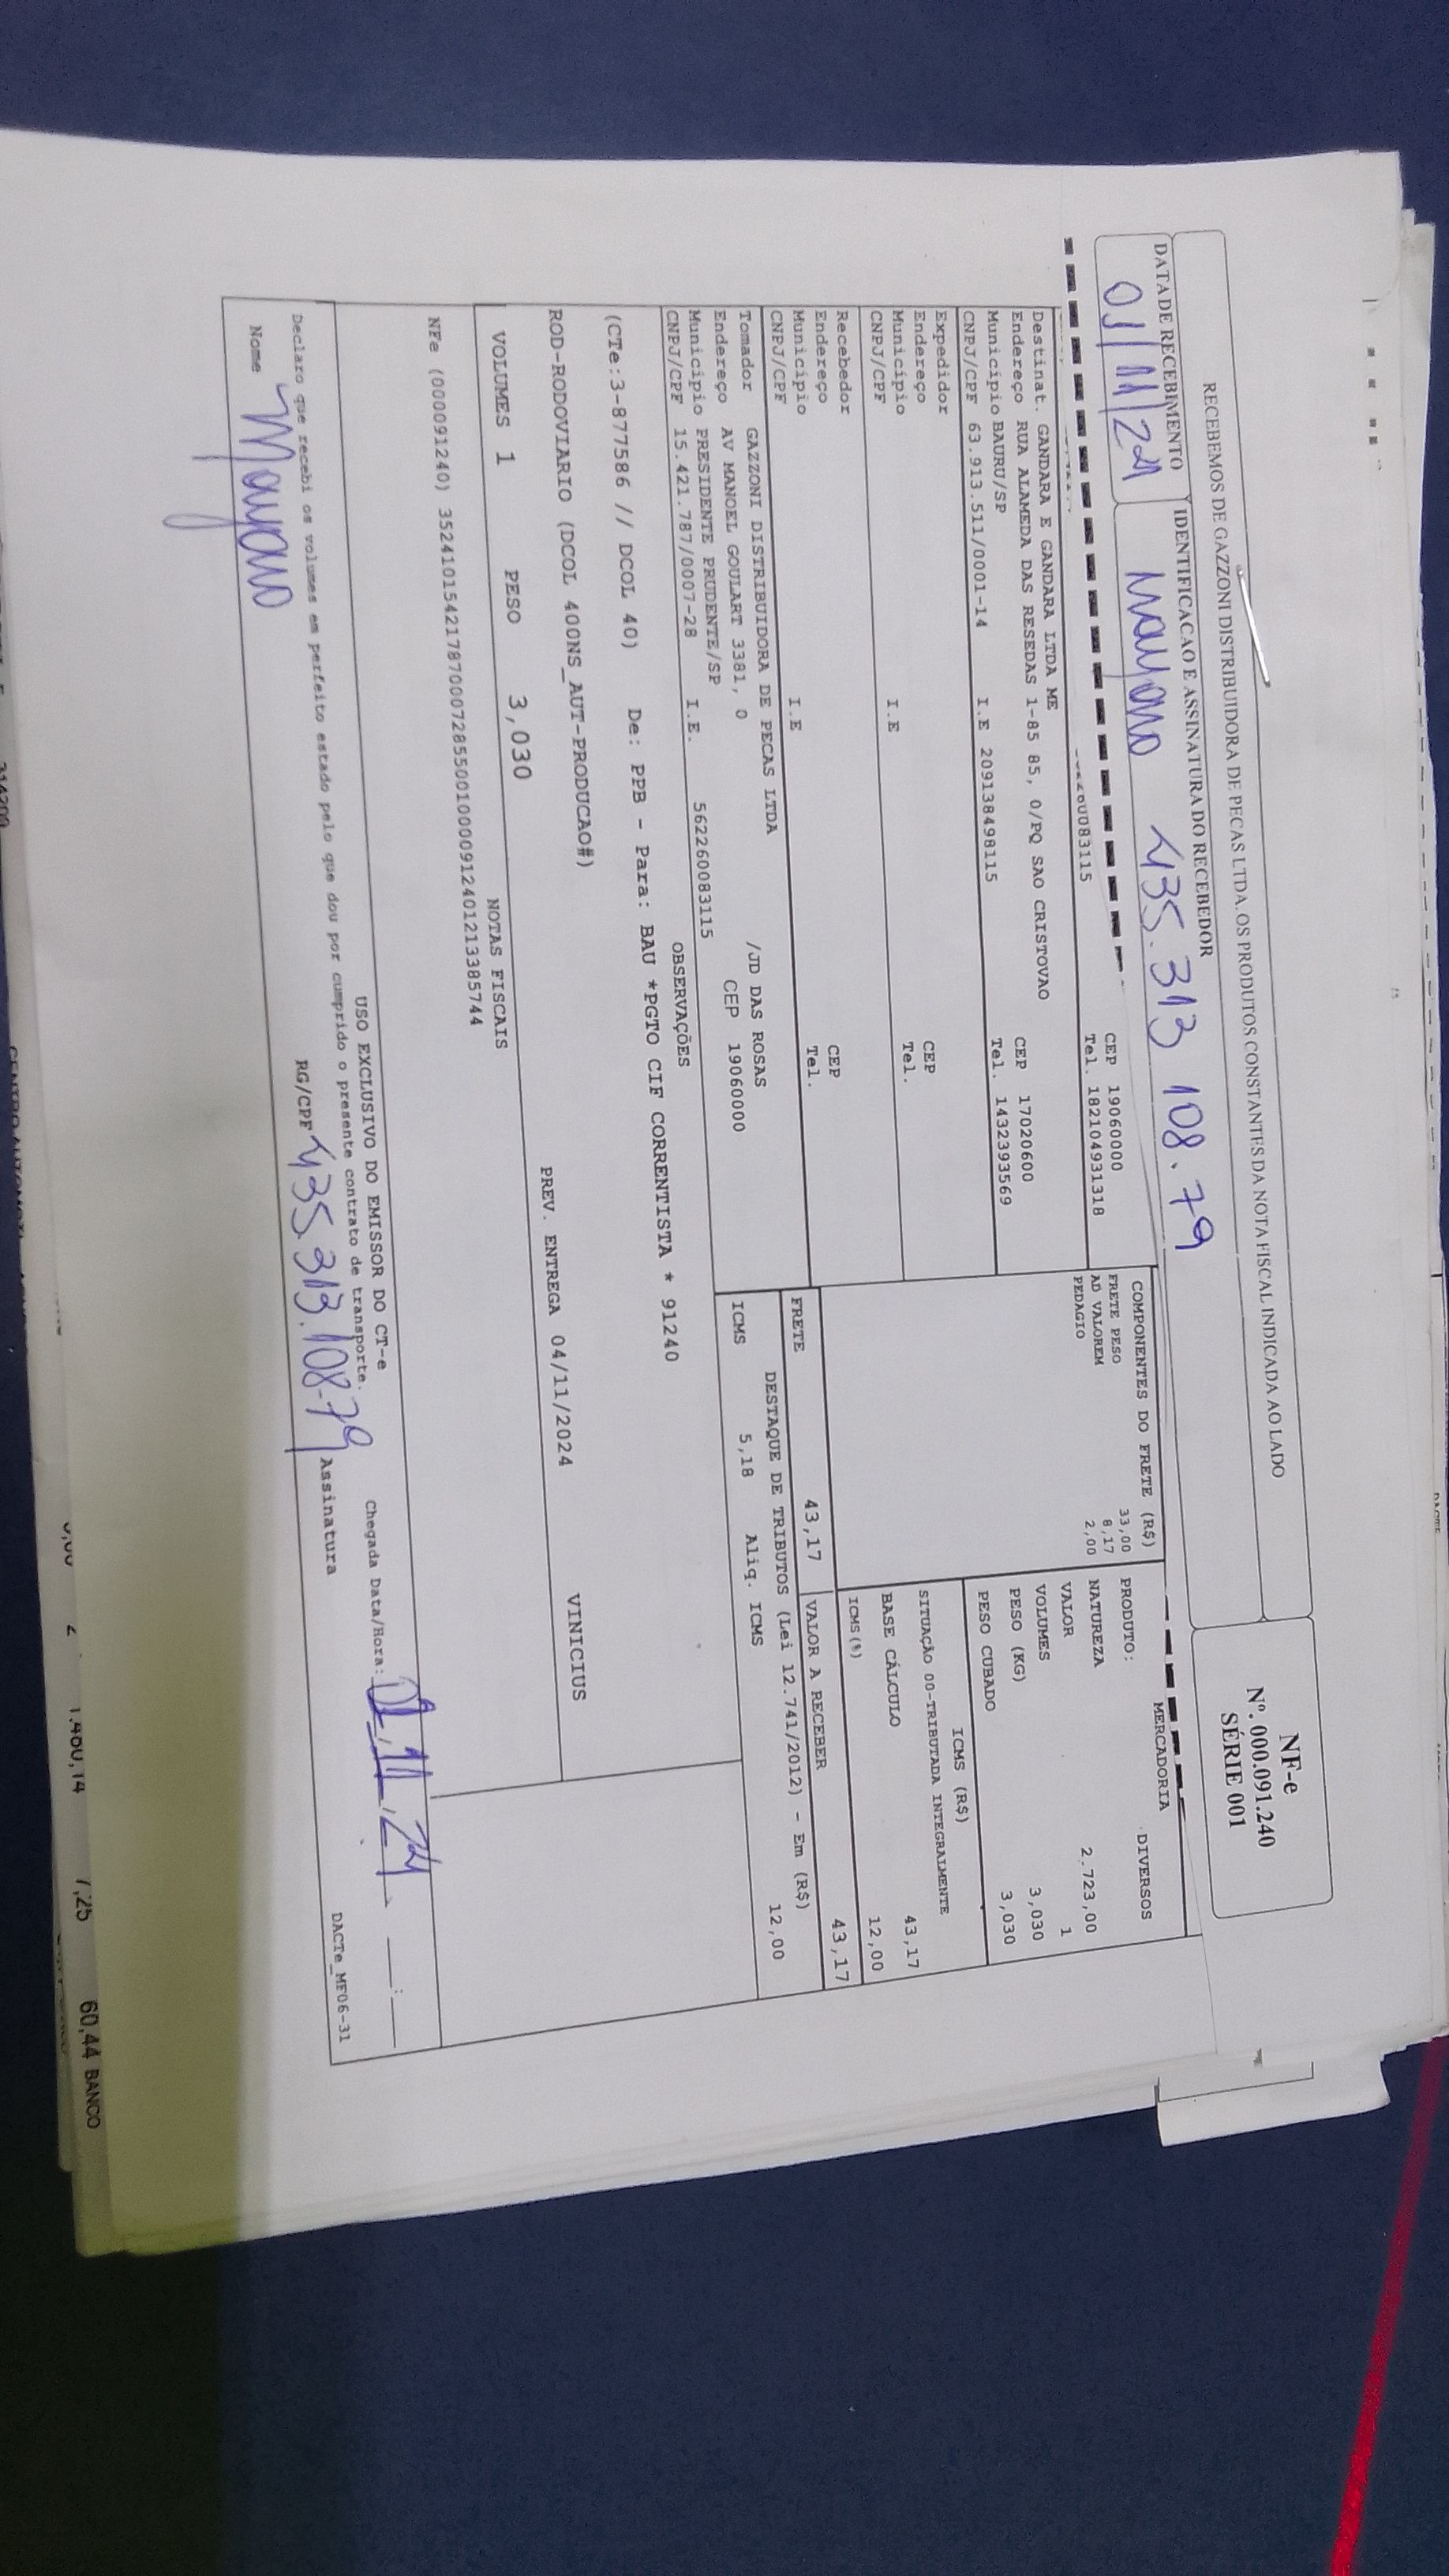 RECEBEMOS DE GAZZONI DISTRIBUIDORA DE PECAS LTDA. OS PRODUTOS CONSTANTES DA NOTA FISCAL INDICADA AO LADO
NF-e
Nº. 000.091.240
SÉRIE 001
DATA DE RECEBIMENTO
IDENTIFICACAO E ASSINATURA DO RECEBEDOR
01/11/24
Mayara 435.313 108.79
CEP 19060000
Tel. 182104931318
Destinat. GANDARA E GANDARA LTDA ME
Endereço RUA ALAMEDA DAS RESEDAS 1-85 85, 0/PQ SAO CRISTOVAO CEP 17020600
Município BAURU/SP Tel. 1432393569
CNPJ/CPF 63.913.511/0001-14 I.E 209138498115
Expedidor
Endereço CEP
Município Tel.
CNPJ/CPF I.E
Recebedor
Endereço CEP
Município Tel.
CNPJ/CPF I.E
Tomador GAZZONI DISTRIBUIDORA DE PECAS LTDA
Endereço AV MANOEL GOULART 3381, 0 /JD DAS ROSAS
Município PRESIDENTE PRUDENTE/SP CEP 19060000
CNPJ/CPF 15.421.787/0007-28 I.E. 562260083115
COMPONENTES DO FRETE (R$)
FRETE PESO 33,00
AD VALOREM 8,17
PEDAGIO 2,00
FRETE 43,17
MERCADORIA
PRODUTO: DIVERSOS
NATUREZA
VALOR 2.723,00
VOLUMES 1
PESO (KG) 3,030
PESO CUBADO 3,030
ICMS (R$)
SITUAÇÃO 00-TRIBUTADA INTEGRALMENTE
BASE CÁLCULO 43,17
ICMS(%) 12,00
VALOR A RECEBER 43,17
DESTAQUE DE TRIBUTOS (Lei 12.741/2012) - Em (R$)
ICMS 5,18 Aliq. ICMS 12,00
OBSERVAÇÕES
(CTe:3-877586 // DCOL 40) De: PPB - Para: BAU *PGTO CIF CORRENTISTA * 91240
ROD-RODOVIARIO (DCOL 400NS_AUT-PRODUCAO#)
PREV. ENTREGA 04/11/2024
VINICIUS
VOLUMES 1 PESO 3,030
NOTAS FISCAIS
NFe (000091240) 35241015421787000728550010000912401213385744
USO EXCLUSIVO DO EMISSOR DO CT-e
Declaro que recebi os volumes em perfeito estado pelo que dou por cumprido o presente contrato de transporte.
Chegada Data/Hora: 01/11/24 __:__
Nome Mayara
RG/CPF 435.313.108-79
Assinatura
DACTe_MF06-31
1.480,14 7,25 60,44 BANCO